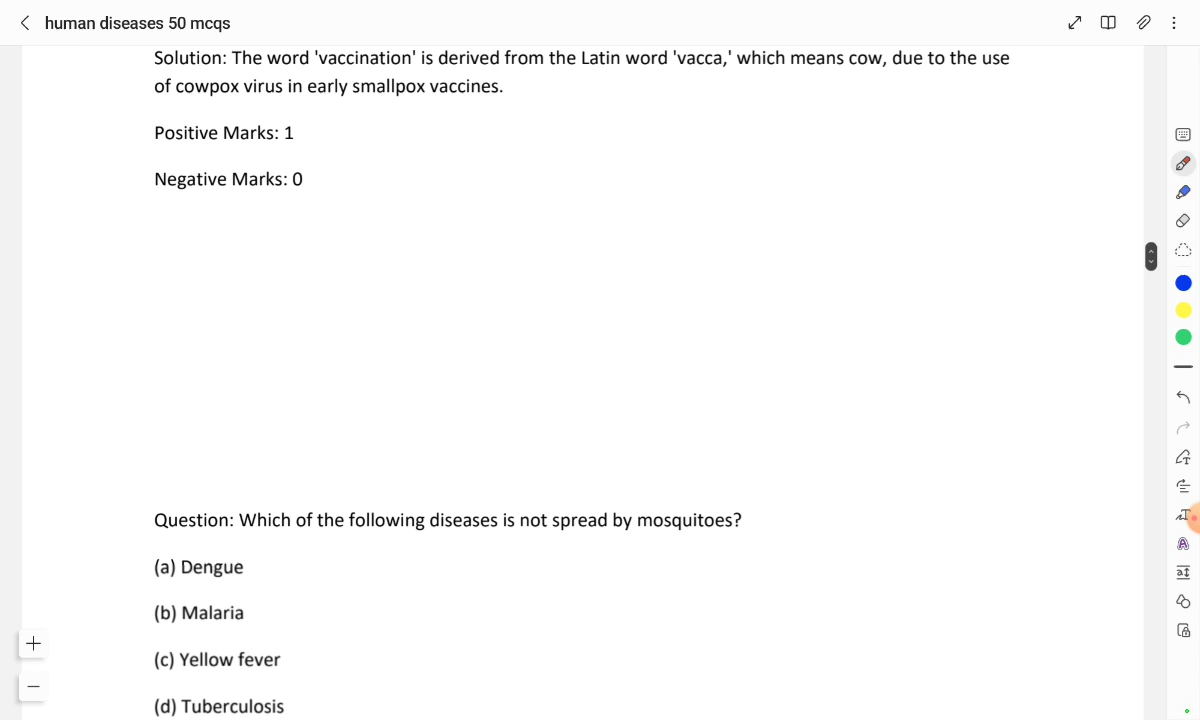 human diseases 50 mcqs
Solution: The word 'vaccination' is derived from the Latin word 'vacca,' which means cow, due to the use
of cowpox virus in early smallpox vaccines.
Positive Marks: 1
Negative Marks: 0
Question: Which of the following diseases is not spread by mosquitoes?
(a) Dengue
(b) Malaria
(c) Yellow fever
(d) Tuberculosis